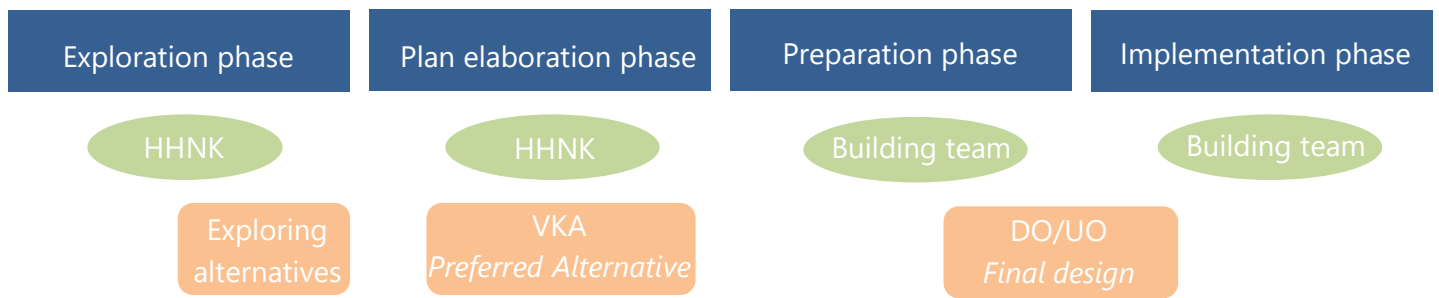 Exploration phase
Plan elaboration phase
Preparation phase
Implementation phase
HHNK
HHNK
Building team
Building team
Exploring
alternatives
VKA
Preferred Alternative
DO/UO
Final design